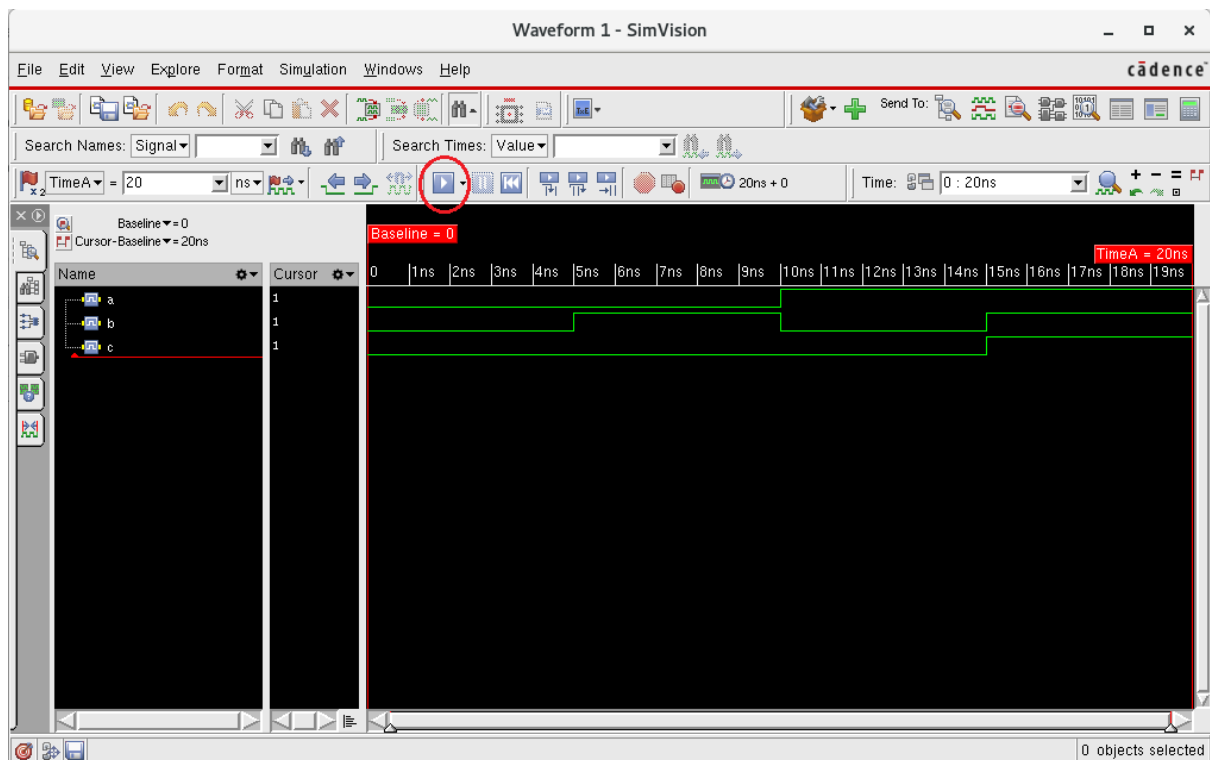 Waveform 1 - SimVision
File Edit View Explore Format Simulation Windows Help
cādence
Send To:
Search Names: Signal
Search Times: Value
x2 TimeA = 20 ns
20ns + 0
Time: 0 : 20ns
Baseline = 0
Cursor-Baseline = 20ns
Baseline = 0
TimeA = 20ns
Name Cursor
0 1ns 2ns 3ns 4ns 5ns 6ns 7ns 8ns 9ns 10ns 11ns 12ns 13ns 14ns 15ns 16ns 17ns 18ns 19ns
a 1
b 1
c 1
0 objects selected